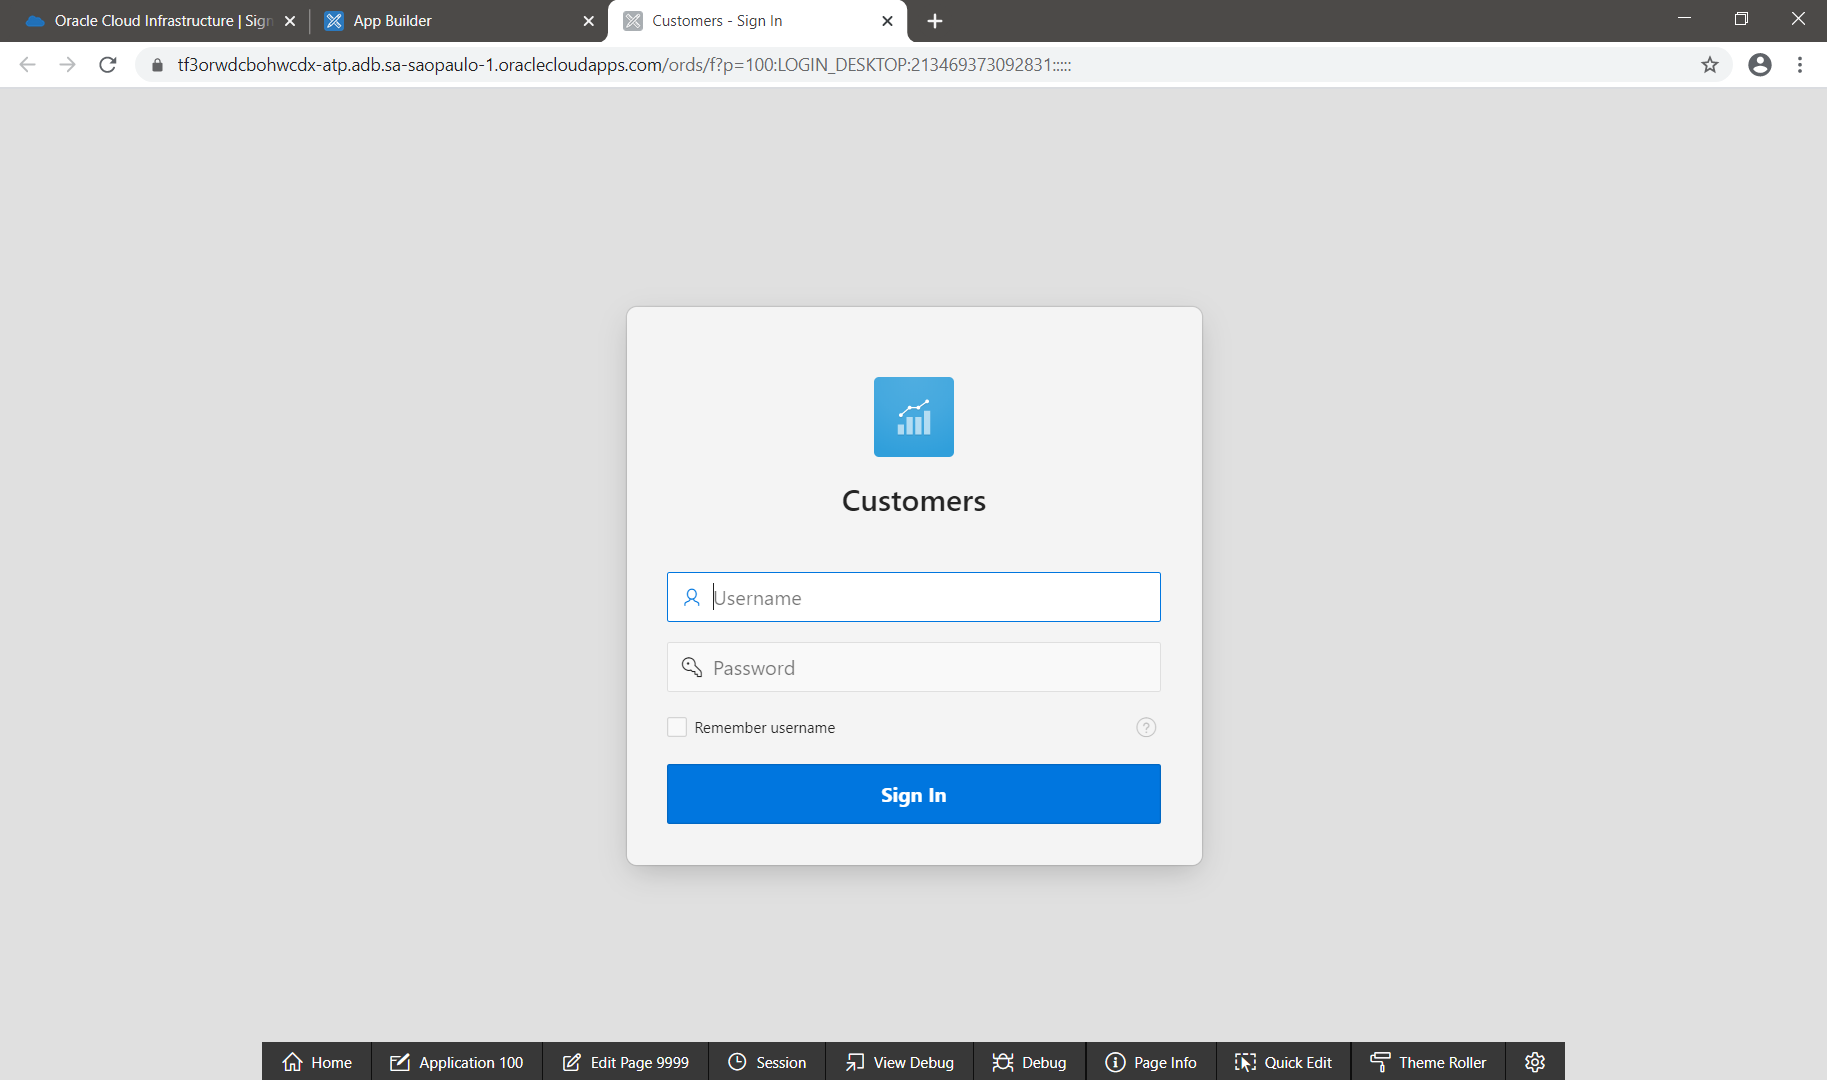 Oracle Cloud Infrastructure | Sign
App Builder
Customers - Sign In
tf3orwdcbohwcdx-atp.adb.sa-saopaulo-1.oraclecloudapps.com/ords/f?p=100:LOGIN_DESKTOP:213469373092831:::::
Customers
Username
Password
Remember username
?
Sign In
Home
Application 100
Edit Page 9999
Session
View Debug
Debug
Page Info
Quick Edit
Theme Roller